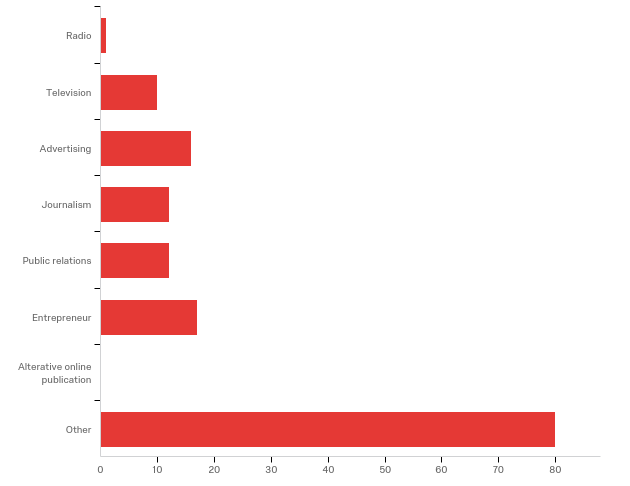 Radio
Television
Advertising
Journalism
Public relations
Entrepreneur
Alterative online
publication
Other
0 10 20 30 40 50 60 70 80